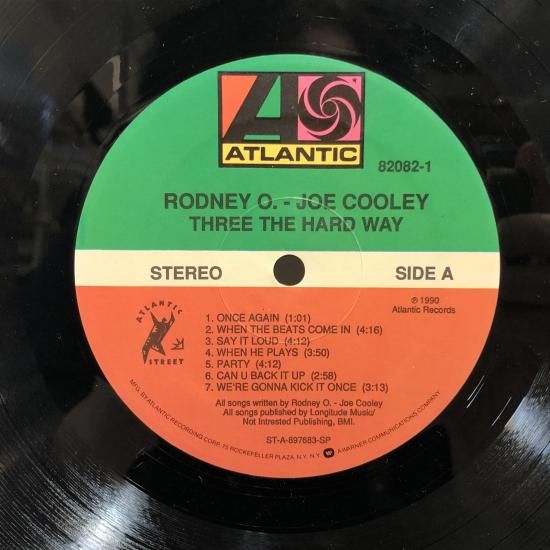 ATLANTIC
82082-1
RODNEY O. - JOE COOLEY
THREE THE HARD WAY
STEREO
SIDE A
ATLANTIC STREET
℗ 1990
Atlantic Records
1. ONCE AGAIN (1:01)
2. WHEN THE BEATS COME IN (4:16)
3. SAY IT LOUD (4:12)
4. WHEN HE PLAYS (3:50)
5. PARTY (4:12)
6. CAN U BACK IT UP (2:58)
7. WE'RE GONNA KICK IT ONCE (3:13)
All songs written by Rodney O. - Joe Cooley
All songs published by Longitude Music/
Not Intrested Publishing, BMI.
ST-A-897683-SP
MFG. BY ATLANTIC RECORDING CORP. 75 ROCKEFELLER PLAZA, N.Y. N.Y. A WARNER COMMUNICATIONS COMPANY